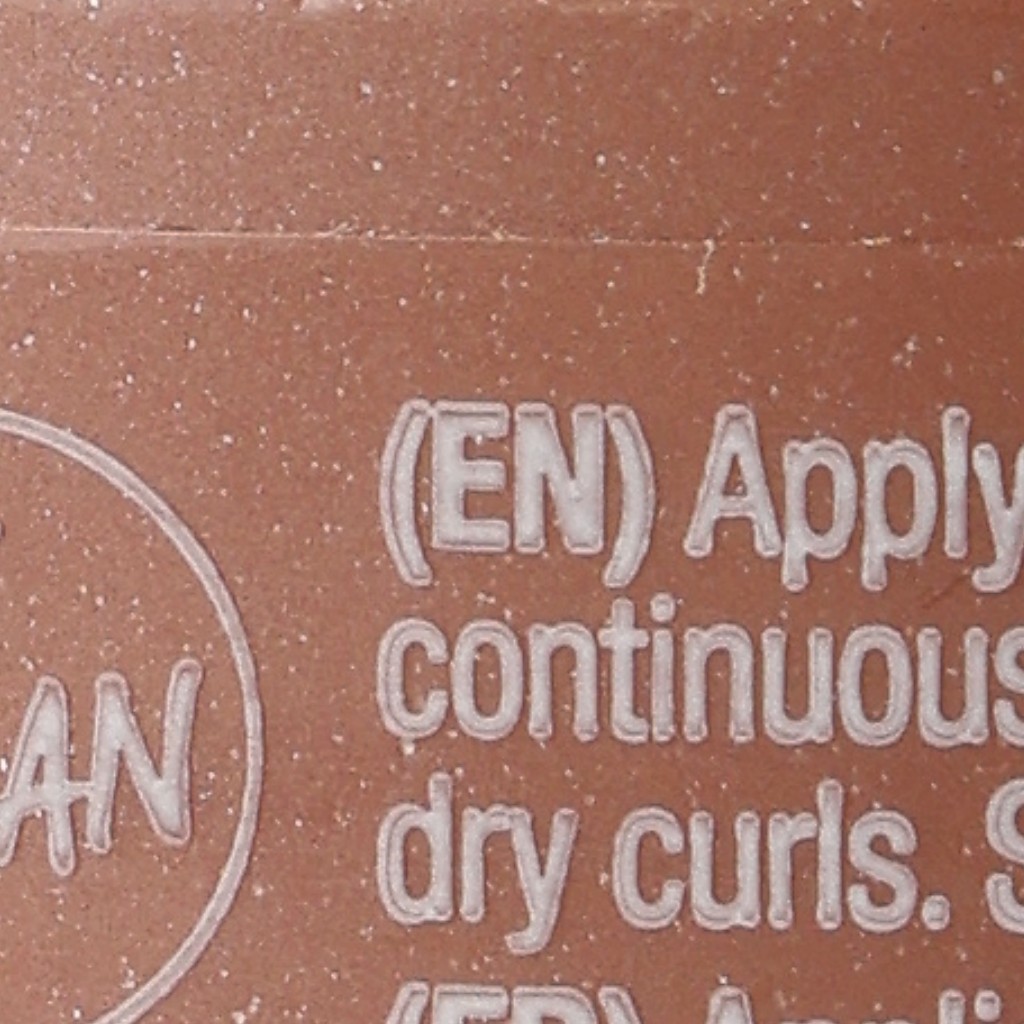 (EN) Apply
continuous
dry curls.